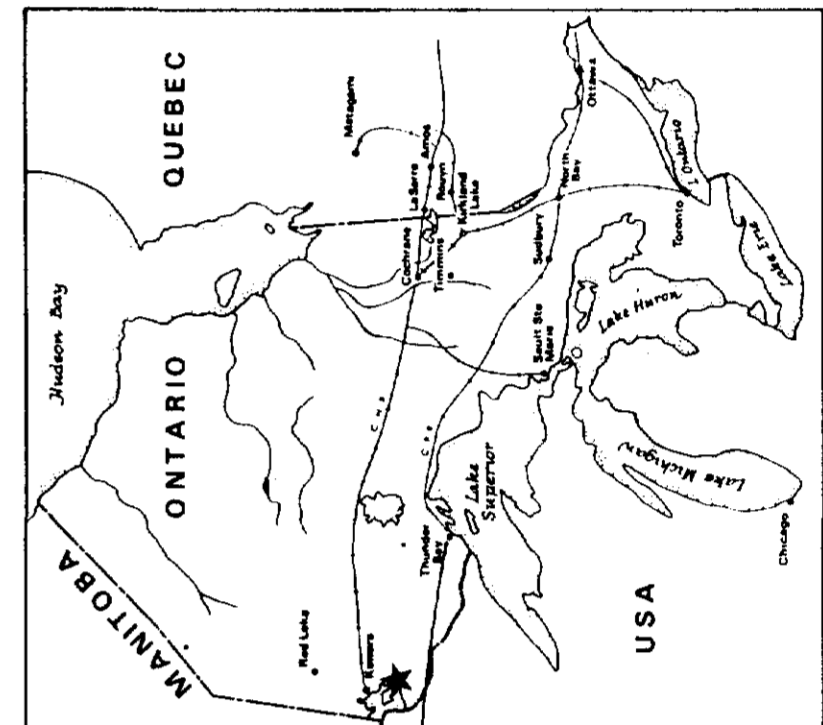 Hudson Bay
QUEBEC
ONTARIO
MANITOBA
Matagami
Amos
La Sarre
Rouyn
Kirkland
Lake
Cochrane
Timmins
Red Lake
Kenora
C N R
C P R
Thunder
Bay
Lake
Superior
Sault Ste
Marie
Sudbury
North
Bay
Ottawa
Toronto
L Ontario
Lake Erie
Lake Huron
Lake Michigan
Chicago
USA